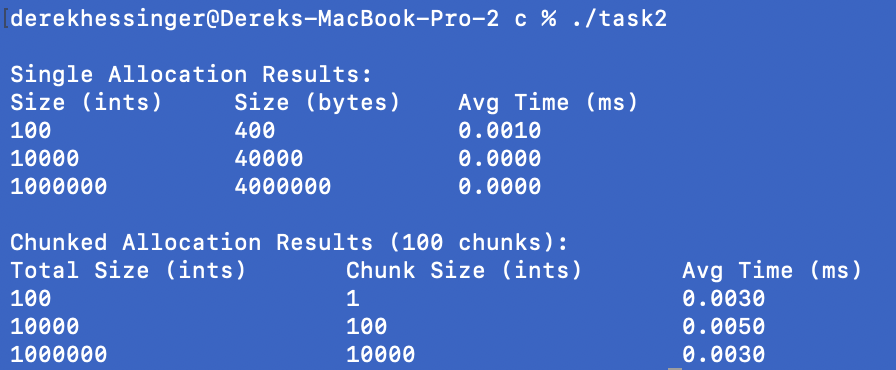 [derekhessinger@Dereks-MacBook-Pro-2 c % ./task2
Single Allocation Results:
Size (ints) Size (bytes) Avg Time (ms)
100 400 0.0010
10000 40000 0.0000
1000000 4000000 0.0000
Chunked Allocation Results (100 chunks):
Total Size (ints) Chunk Size (ints) Avg Time (ms)
100 1 0.0030
10000 100 0.0050
1000000 10000 0.0030